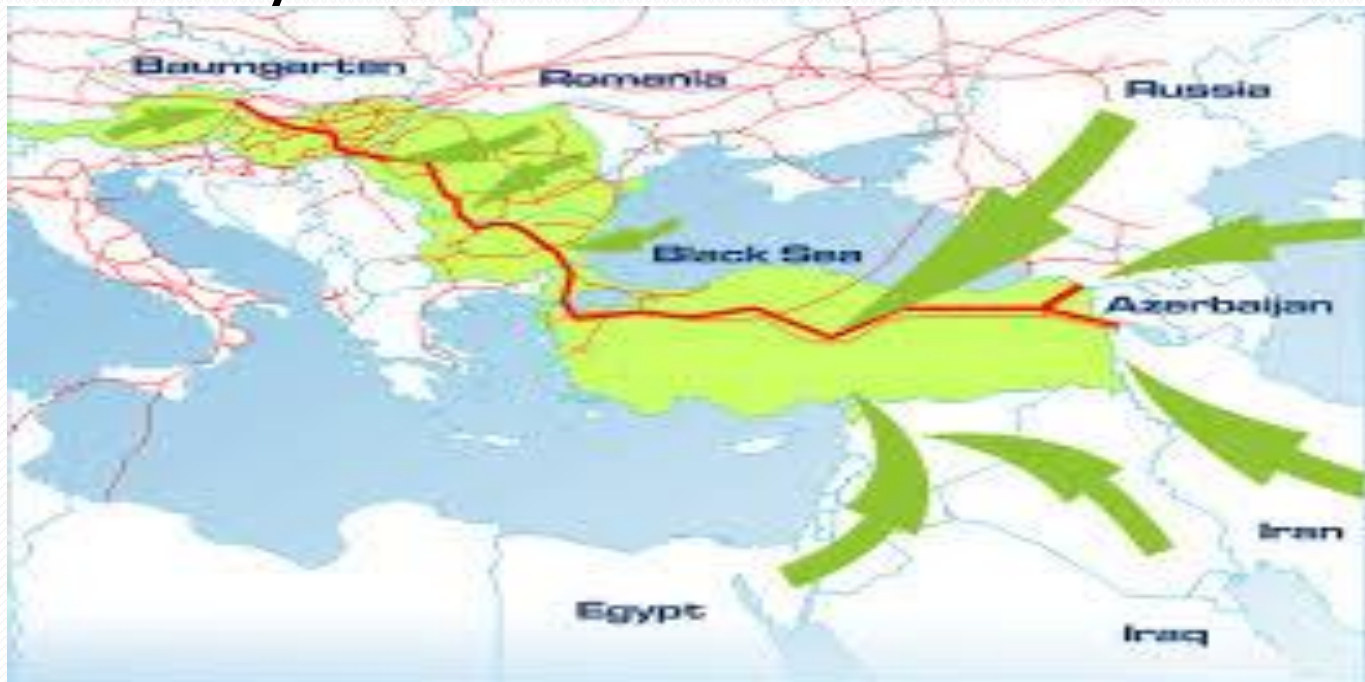 Baumgarten
Romania
Russia
Black Sea
Azerbaijan
Iran
Egypt
Iraq